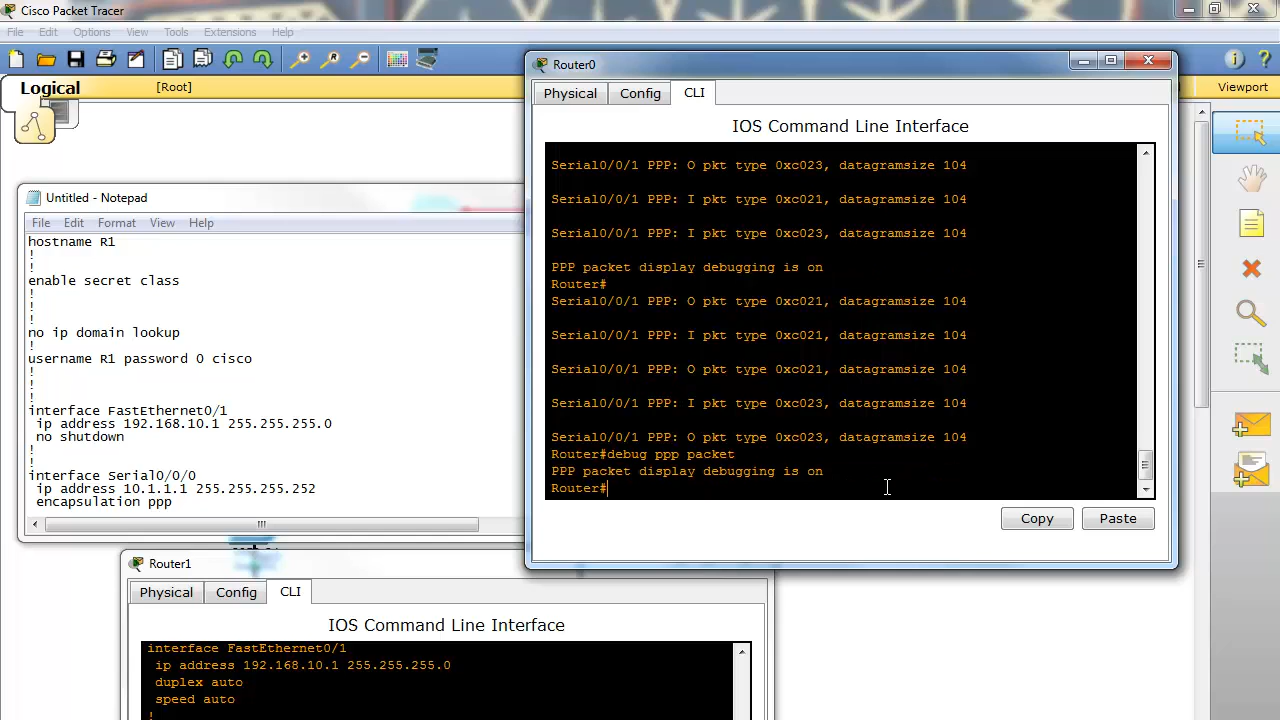 Cisco Packet Tracer
File Edit Options View Tools Extensions Help
Logical
[Root]
Viewport
Router0
Physical Config CLI
IOS Command Line Interface
Serial0/0/1 PPP: O pkt type 0xc023, datagramsize 104
Serial0/0/1 PPP: I pkt type 0xc021, datagramsize 104
Serial0/0/1 PPP: I pkt type 0xc023, datagramsize 104
PPP packet display debugging is on
Router#
Serial0/0/1 PPP: O pkt type 0xc021, datagramsize 104
Serial0/0/1 PPP: I pkt type 0xc021, datagramsize 104
Serial0/0/1 PPP: O pkt type 0xc021, datagramsize 104
Serial0/0/1 PPP: I pkt type 0xc023, datagramsize 104
Serial0/0/1 PPP: O pkt type 0xc023, datagramsize 104
Router#debug ppp packet
PPP packet display debugging is on
Router#
Copy Paste
Untitled - Notepad
File Edit Format View Help
hostname R1
!
!
enable secret class
!
!
!
no ip domain lookup
!
username R1 password 0 cisco
!
!
!
interface FastEthernet0/1
ip address 192.168.10.1 255.255.255.0
no shutdown
!
!
interface Serial0/0/0
ip address 10.1.1.1 255.255.255.252
encapsulation ppp
Router1
Physical Config CLI
IOS Command Line Interface
interface FastEthernet0/1
ip address 192.168.10.1 255.255.255.0
duplex auto
speed auto
!